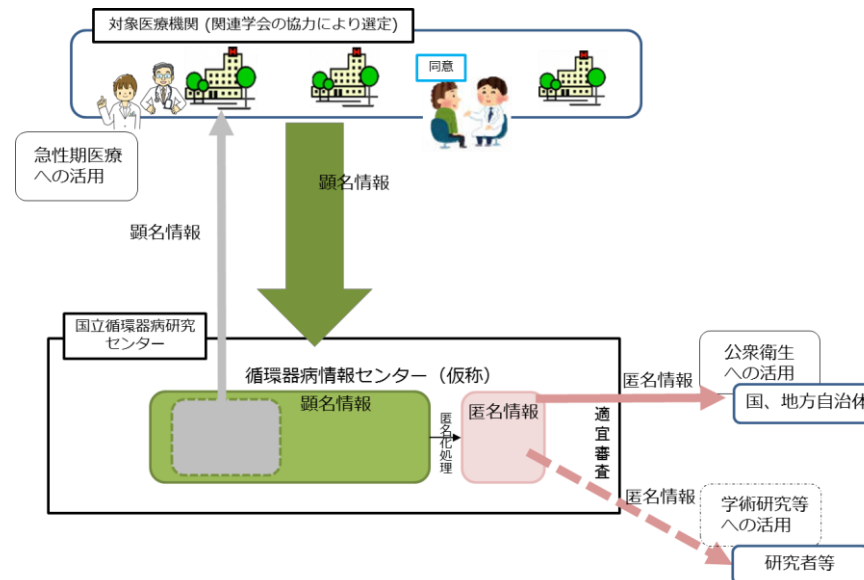 対象医療機関 (関連学会の協力により選定)
同意
急性期医療
への活用
顕名情報
顕名情報
国立循環器病研究
センター
循環器病情報センター（仮称）
顕名情報
匿名化処理
匿名情報
適宜審査
匿名情報
公衆衛生
への活用
国、地方自治体
匿名情報
学術研究等
への活用
研究者等